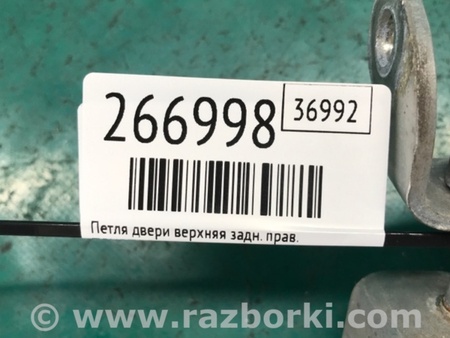 266998
36992
Петля двери верхняя задн. прав.
© www.razborki.com